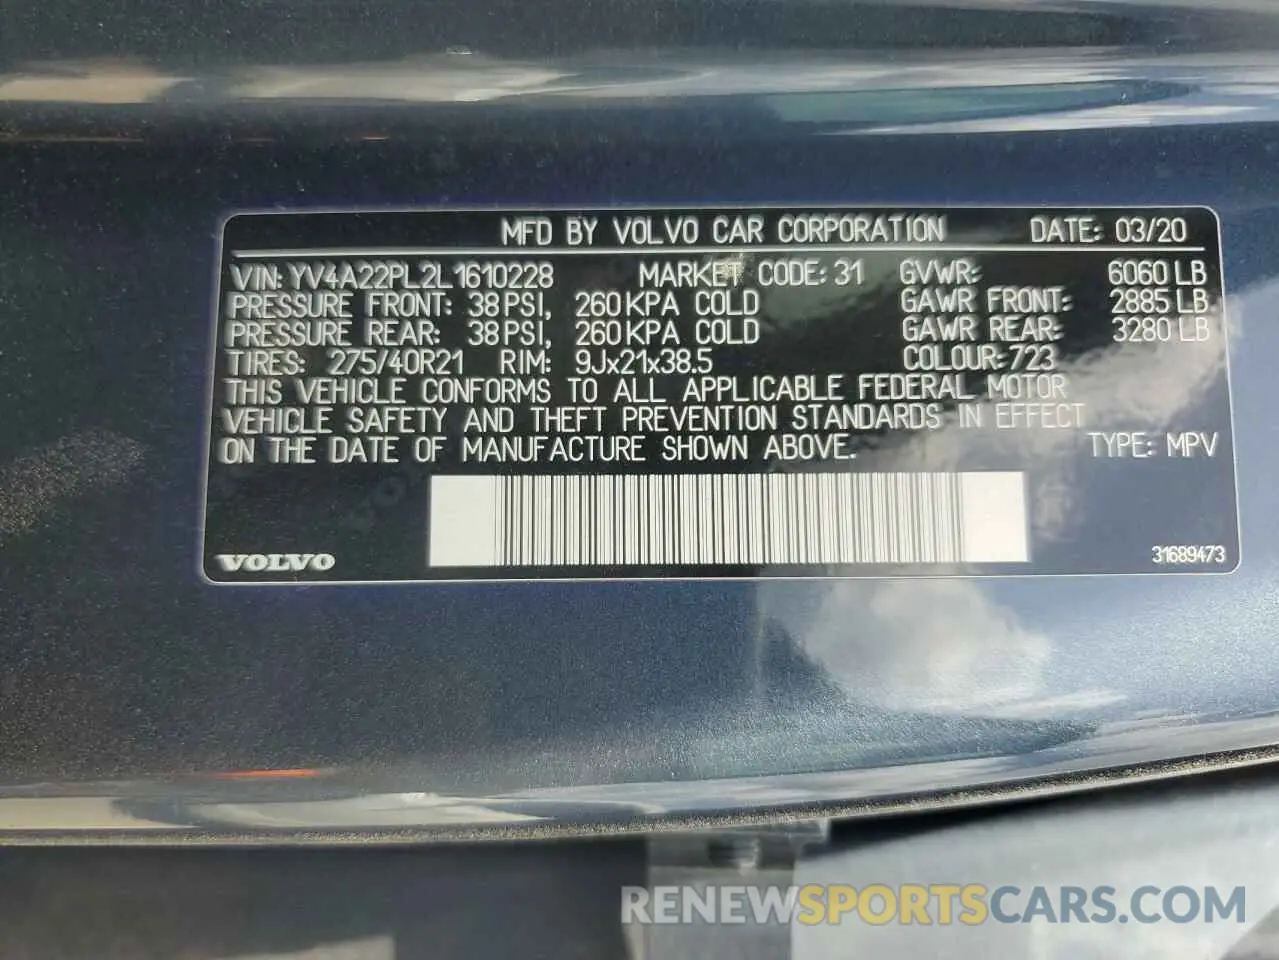 MFD BY VOLVO CAR CORPORATION DATE: 03/20
VIN: YV4A22PL2L1610228 MARKET CODE: 31 GVWR: 6060 LB
PRESSURE FRONT: 38 PSI, 260 KPA COLD GAWR FRONT: 2885 LB
PRESSURE REAR: 38 PSI, 260 KPA COLD GAWR REAR: 3280 LB
TIRES: 275/40R21 RIM: 9Jx21x38.5 COLOUR: 723
THIS VEHICLE CONFORMS TO ALL APPLICABLE FEDERAL MOTOR
VEHICLE SAFETY AND THEFT PREVENTION STANDARDS IN EFFECT
ON THE DATE OF MANUFACTURE SHOWN ABOVE. TYPE: MPV
VOLVO 31689473
RENEWSPORTSCARS.COM